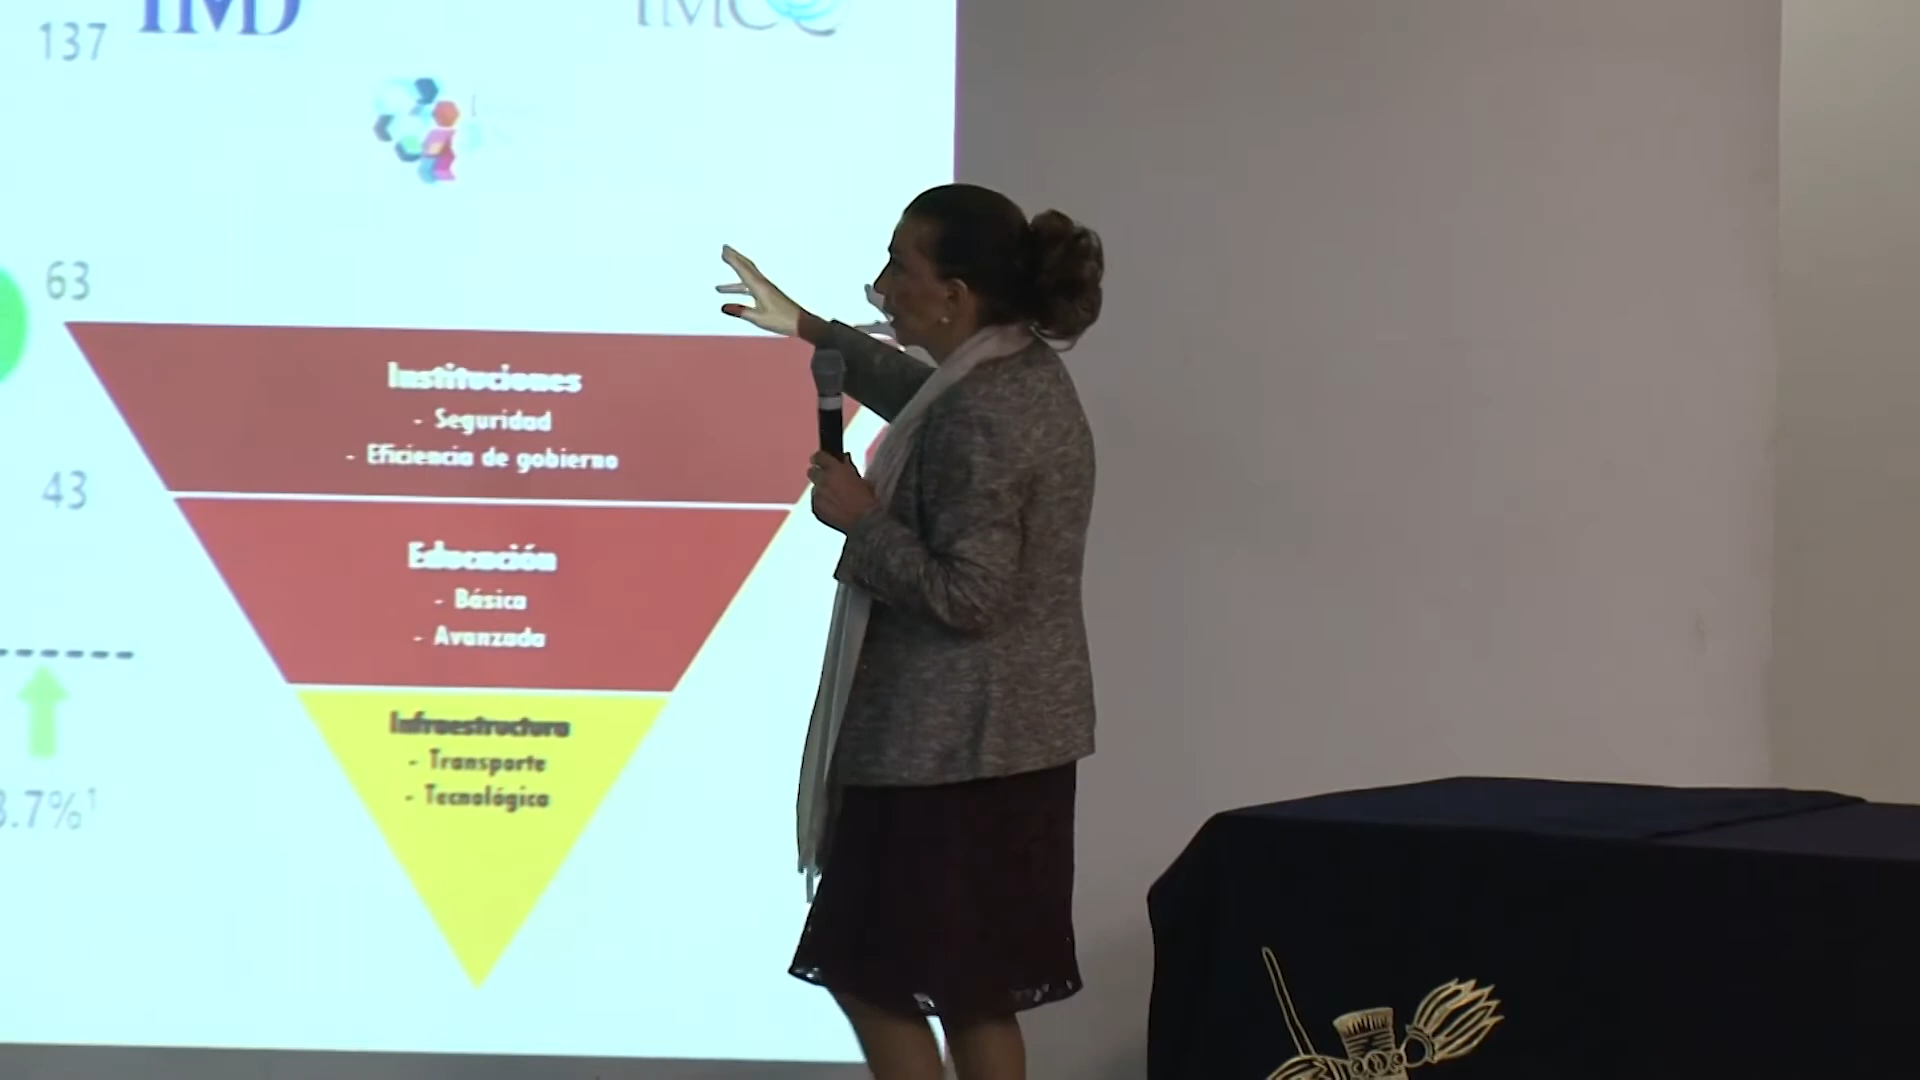 137
IMD
IMCO
63
Instituciones
- Seguridad
- Eficiencia de gobierno
43
Educación
- Básica
- Avanzada
Infraestructura
- Transporte
- Tecnológica
3.7%¹